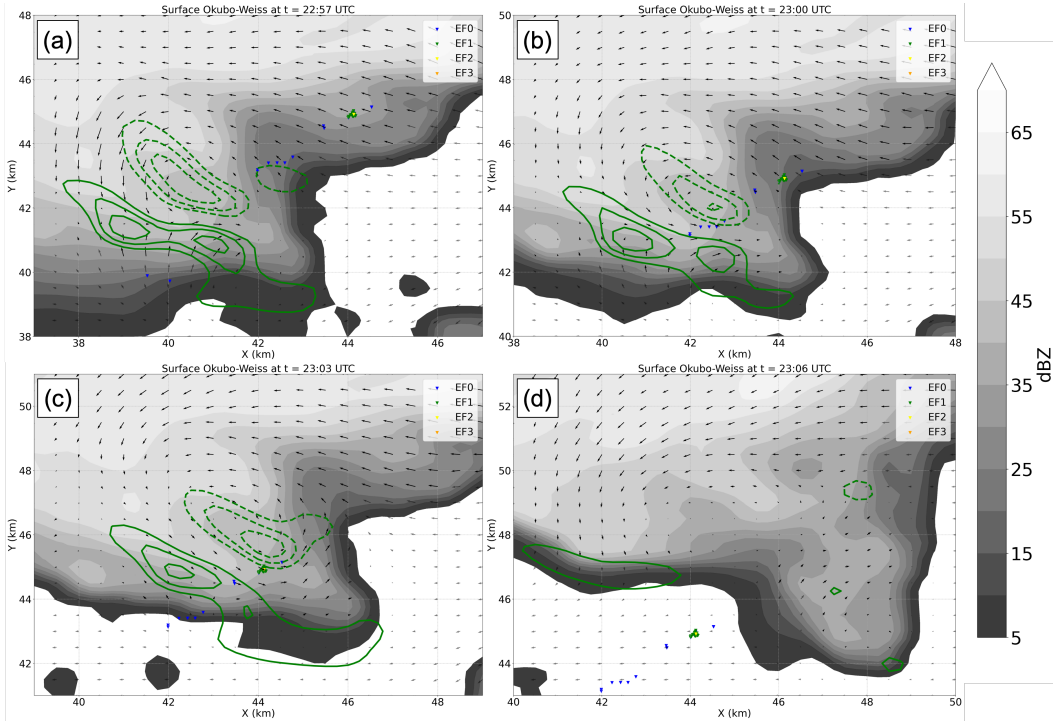 Surface Okubo-Weiss at t = 22:57 UTC
(a)
EF0
EF1
EF2
EF3
48
46
44
42
40
38
Y (km)
38 40 42 44 46
X (km)
Surface Okubo-Weiss at t = 23:00 UTC
(b)
EF0
EF1
EF2
EF3
50
48
46
44
42
40
Y (km)
38 40 42 44 46 48
X (km)
Surface Okubo-Weiss at t = 23:03 UTC
(c)
EF0
EF1
EF2
EF3
50
48
46
44
42
Y (km)
40 42 44 46 48
X (km)
Surface Okubo-Weiss at t = 23:06 UTC
(d)
EF0
EF1
EF2
EF3
52
50
48
46
44
Y (km)
40 42 44 46 48 50
X (km)
65
55
45
35
25
15
5
dBZ